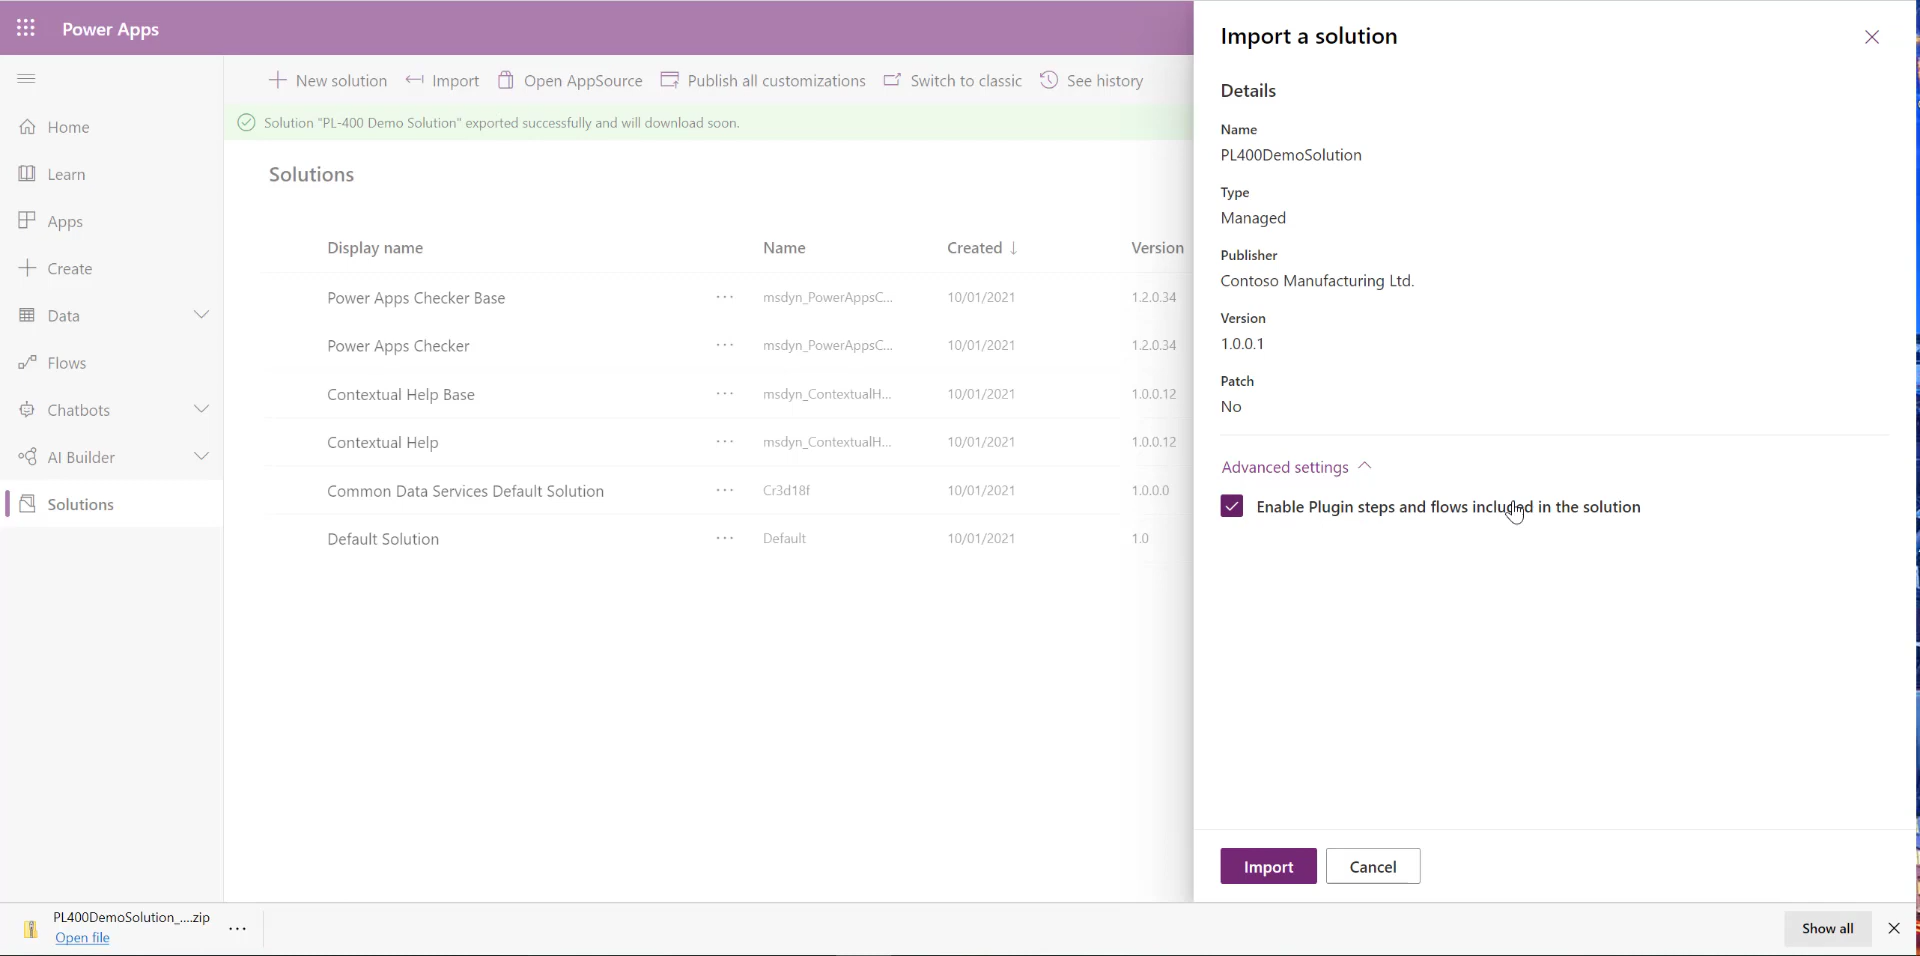 Power Apps
Import a solution
New solution
Import
Open AppSource
Publish all customizations
Switch to classic
See history
Solution "PL-400 Demo Solution" exported successfully and will download soon.
Home
Learn
Apps
Create
Data
Flows
Chatbots
AI Builder
Solutions
Solutions
Display name Name Created Version
Power Apps Checker Base ... msdyn_PowerAppsC... 10/01/2021 1.2.0.34
Power Apps Checker ... msdyn_PowerAppsC... 10/01/2021 1.2.0.34
Contextual Help Base ... msdyn_ContextualH... 10/01/2021 1.0.0.12
Contextual Help ... msdyn_ContextualH... 10/01/2021 1.0.0.12
Common Data Services Default Solution ... Cr3d18f 10/01/2021 1.0.0.0
Default Solution ... Default 10/01/2021 1.0
Details
Name
PL400DemoSolution
Type
Managed
Publisher
Contoso Manufacturing Ltd.
Version
1.0.0.1
Patch
No
Advanced settings
Enable Plugin steps and flows included in the solution
Import
Cancel
PL400DemoSolution_....zip
Open file
...
Show all